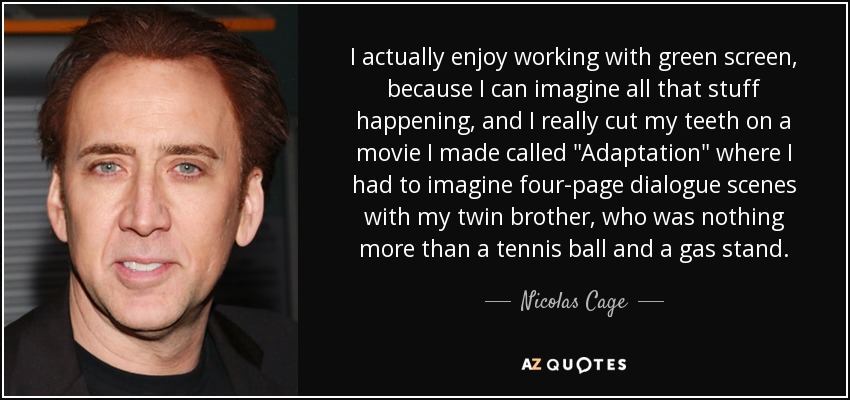 I actually enjoy working with green screen,
because I can imagine all that stuff
happening, and I really cut my teeth on a
movie I made called "Adaptation" where I
had to imagine four-page dialogue scenes
with my twin brother, who was nothing
more than a tennis ball and a gas stand.
Nicolas Cage
AZ QUOTES